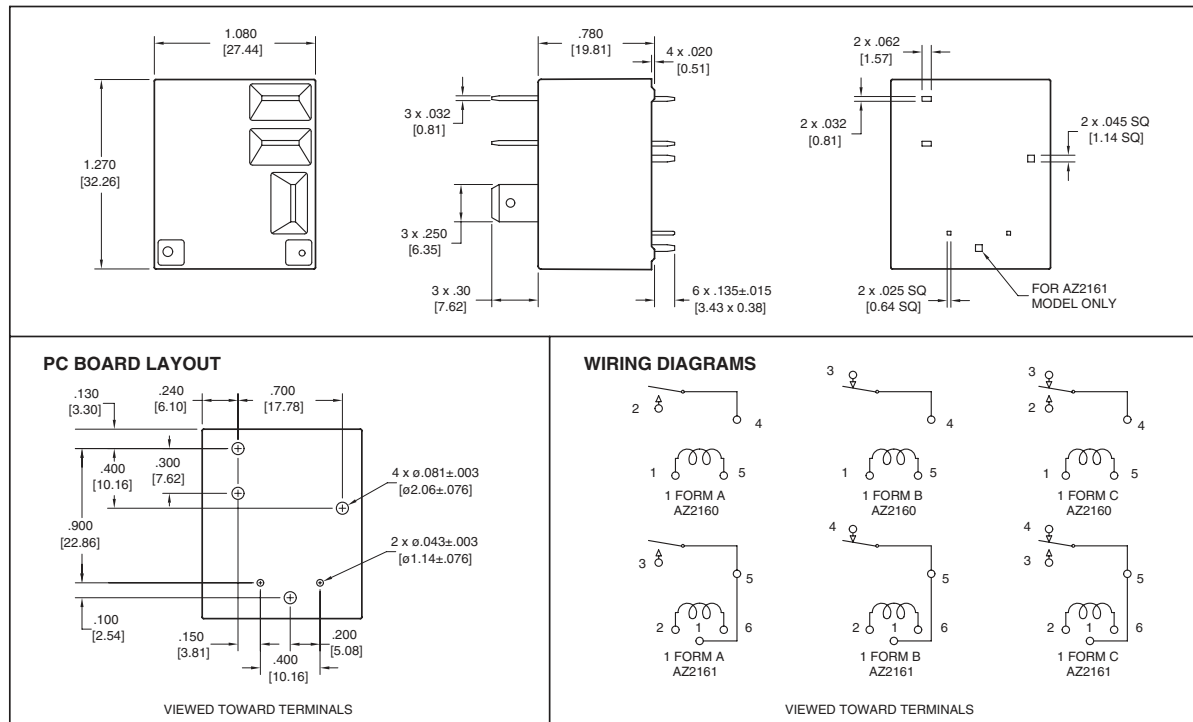 1.080
[27.44]
1.270
[32.26]
.780
[19.81]
4 x .020
[0.51]
3 x .032
[0.81]
3 x .250
[6.35]
3 x .30
[7.62]
6 x .135±.015
[3.43 x 0.38]
2 x .062
[1.57]
2 x .032
[0.81]
2 x .045 SQ
[1.14 SQ]
2 x .025 SQ
[0.64 SQ]
FOR AZ2161
MODEL ONLY
PC BOARD LAYOUT
.130
[3.30]
.240
[6.10]
.700
[17.78]
.400
[10.16]
.300
[7.62]
.900
[22.86]
4 x ø.081±.003
[ø2.06±.076]
2 x ø.043±.003
[ø1.14±.076]
.100
[2.54]
.150
[3.81]
.400
[10.16]
.200
[5.08]
VIEWED TOWARD TERMINALS
WIRING DIAGRAMS
2
4
1
5
1 FORM A
AZ2160
3
4
1
5
1 FORM B
AZ2160
3
2
4
1
5
1 FORM C
AZ2160
3
5
2
1
6
1 FORM A
AZ2161
4
5
2
1
6
1 FORM B
AZ2161
4
3
5
2
1
6
1 FORM C
AZ2161
VIEWED TOWARD TERMINALS